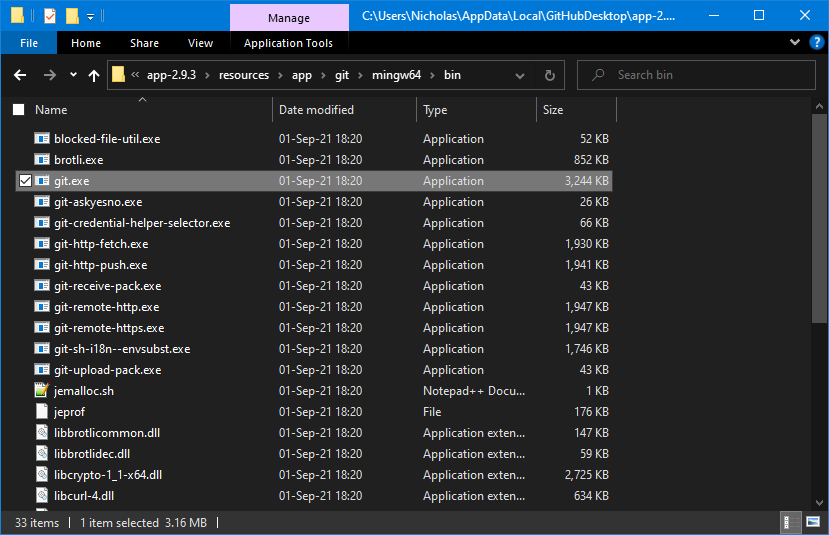 Manage C:\Users\Nicholas\AppData\Local\GitHubDesktop\app-2....
File Home Share View Application Tools
app-2.9.3 resources app git mingw64 bin Search bin
Name Date modified Type Size
blocked-file-util.exe 01-Sep-21 18:20 Application 52 KB
brotli.exe 01-Sep-21 18:20 Application 852 KB
git.exe 01-Sep-21 18:20 Application 3,244 KB
git-askyesno.exe 01-Sep-21 18:20 Application 26 KB
git-credential-helper-selector.exe 01-Sep-21 18:20 Application 66 KB
git-http-fetch.exe 01-Sep-21 18:20 Application 1,930 KB
git-http-push.exe 01-Sep-21 18:20 Application 1,941 KB
git-receive-pack.exe 01-Sep-21 18:20 Application 43 KB
git-remote-http.exe 01-Sep-21 18:20 Application 1,947 KB
git-remote-https.exe 01-Sep-21 18:20 Application 1,947 KB
git-sh-i18n--envsubst.exe 01-Sep-21 18:20 Application 1,746 KB
git-upload-pack.exe 01-Sep-21 18:20 Application 43 KB
jemalloc.sh 01-Sep-21 18:20 Notepad++ Docu... 1 KB
jeprof 01-Sep-21 18:20 File 176 KB
libbrotlicommon.dll 01-Sep-21 18:20 Application exten... 147 KB
libbrotlidec.dll 01-Sep-21 18:20 Application exten... 59 KB
libcrypto-1_1-x64.dll 01-Sep-21 18:20 Application exten... 2,725 KB
libcurl-4.dll 01-Sep-21 18:20 Application exten... 634 KB
33 items 1 item selected 3.16 MB